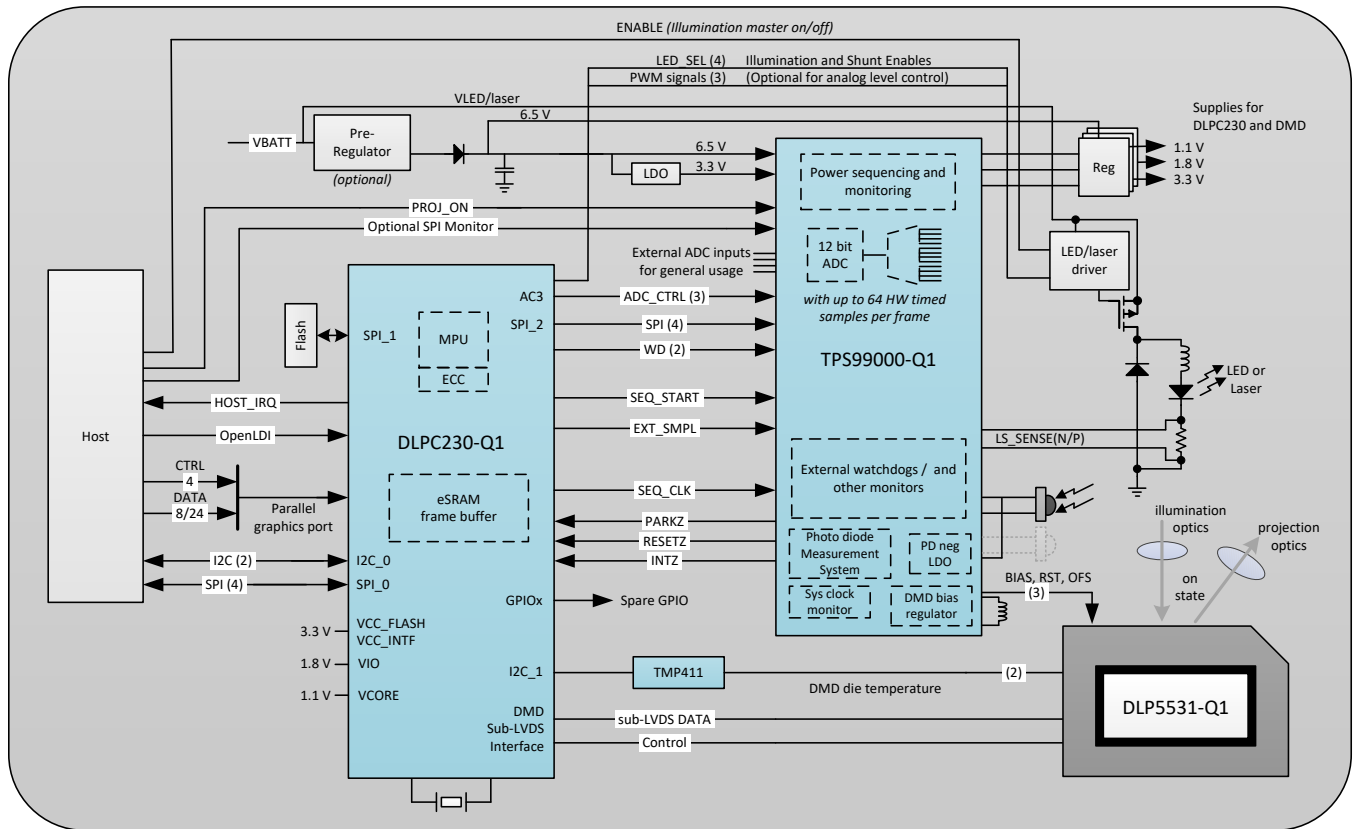 ENABLE (Illumination master on/off)
LED_SEL (4) Illumination and Shunt Enables
PWM signals (3) (Optional for analog level control)
VLED/laser
6.5 V
Supplies for
DLPC230 and DMD
VBATT
Pre-
Regulator
(optional)
6.5 V
3.3 V
LDO
Power sequencing and
monitoring
Reg
1.1 V
1.8 V
3.3 V
PROJ_ON
Optional SPI Monitor
External ADC inputs
for general usage
12 bit
ADC
with up to 64 HW timed
samples per frame
LED/laser
driver
Host
Flash
SPI_1
MPU
ECC
AC3
SPI_2
ADC_CTRL (3)
SPI (4)
WD (2)
TPS99000-Q1
LED or
Laser
HOST_IRQ
OpenLDI
DLPC230-Q1
SEQ_START
EXT_SMPL
LS_SENSE(N/P)
CTRL
4
DATA
8/24
Parallel
graphics port
eSRAM
frame buffer
SEQ_CLK
PARKZ
RESETZ
INTZ
External watchdogs / and
other monitors
Photo diode
Measurement
System
PD neg
LDO
Sys clock
monitor
DMD bias
regulator
illumination
optics
projection
optics
on
state
BIAS, RST, OFS
(3)
I2C (2)
SPI (4)
I2C_0
SPI_0
GPIOx
Spare GPIO
3.3 V
VCC_FLASH
VCC_INTF
1.8 V
VIO
1.1 V
VCORE
I2C_1
TMP411
DMD die temperature
(2)
DMD
Sub-LVDS
Interface
sub-LVDS DATA
Control
DLP5531-Q1